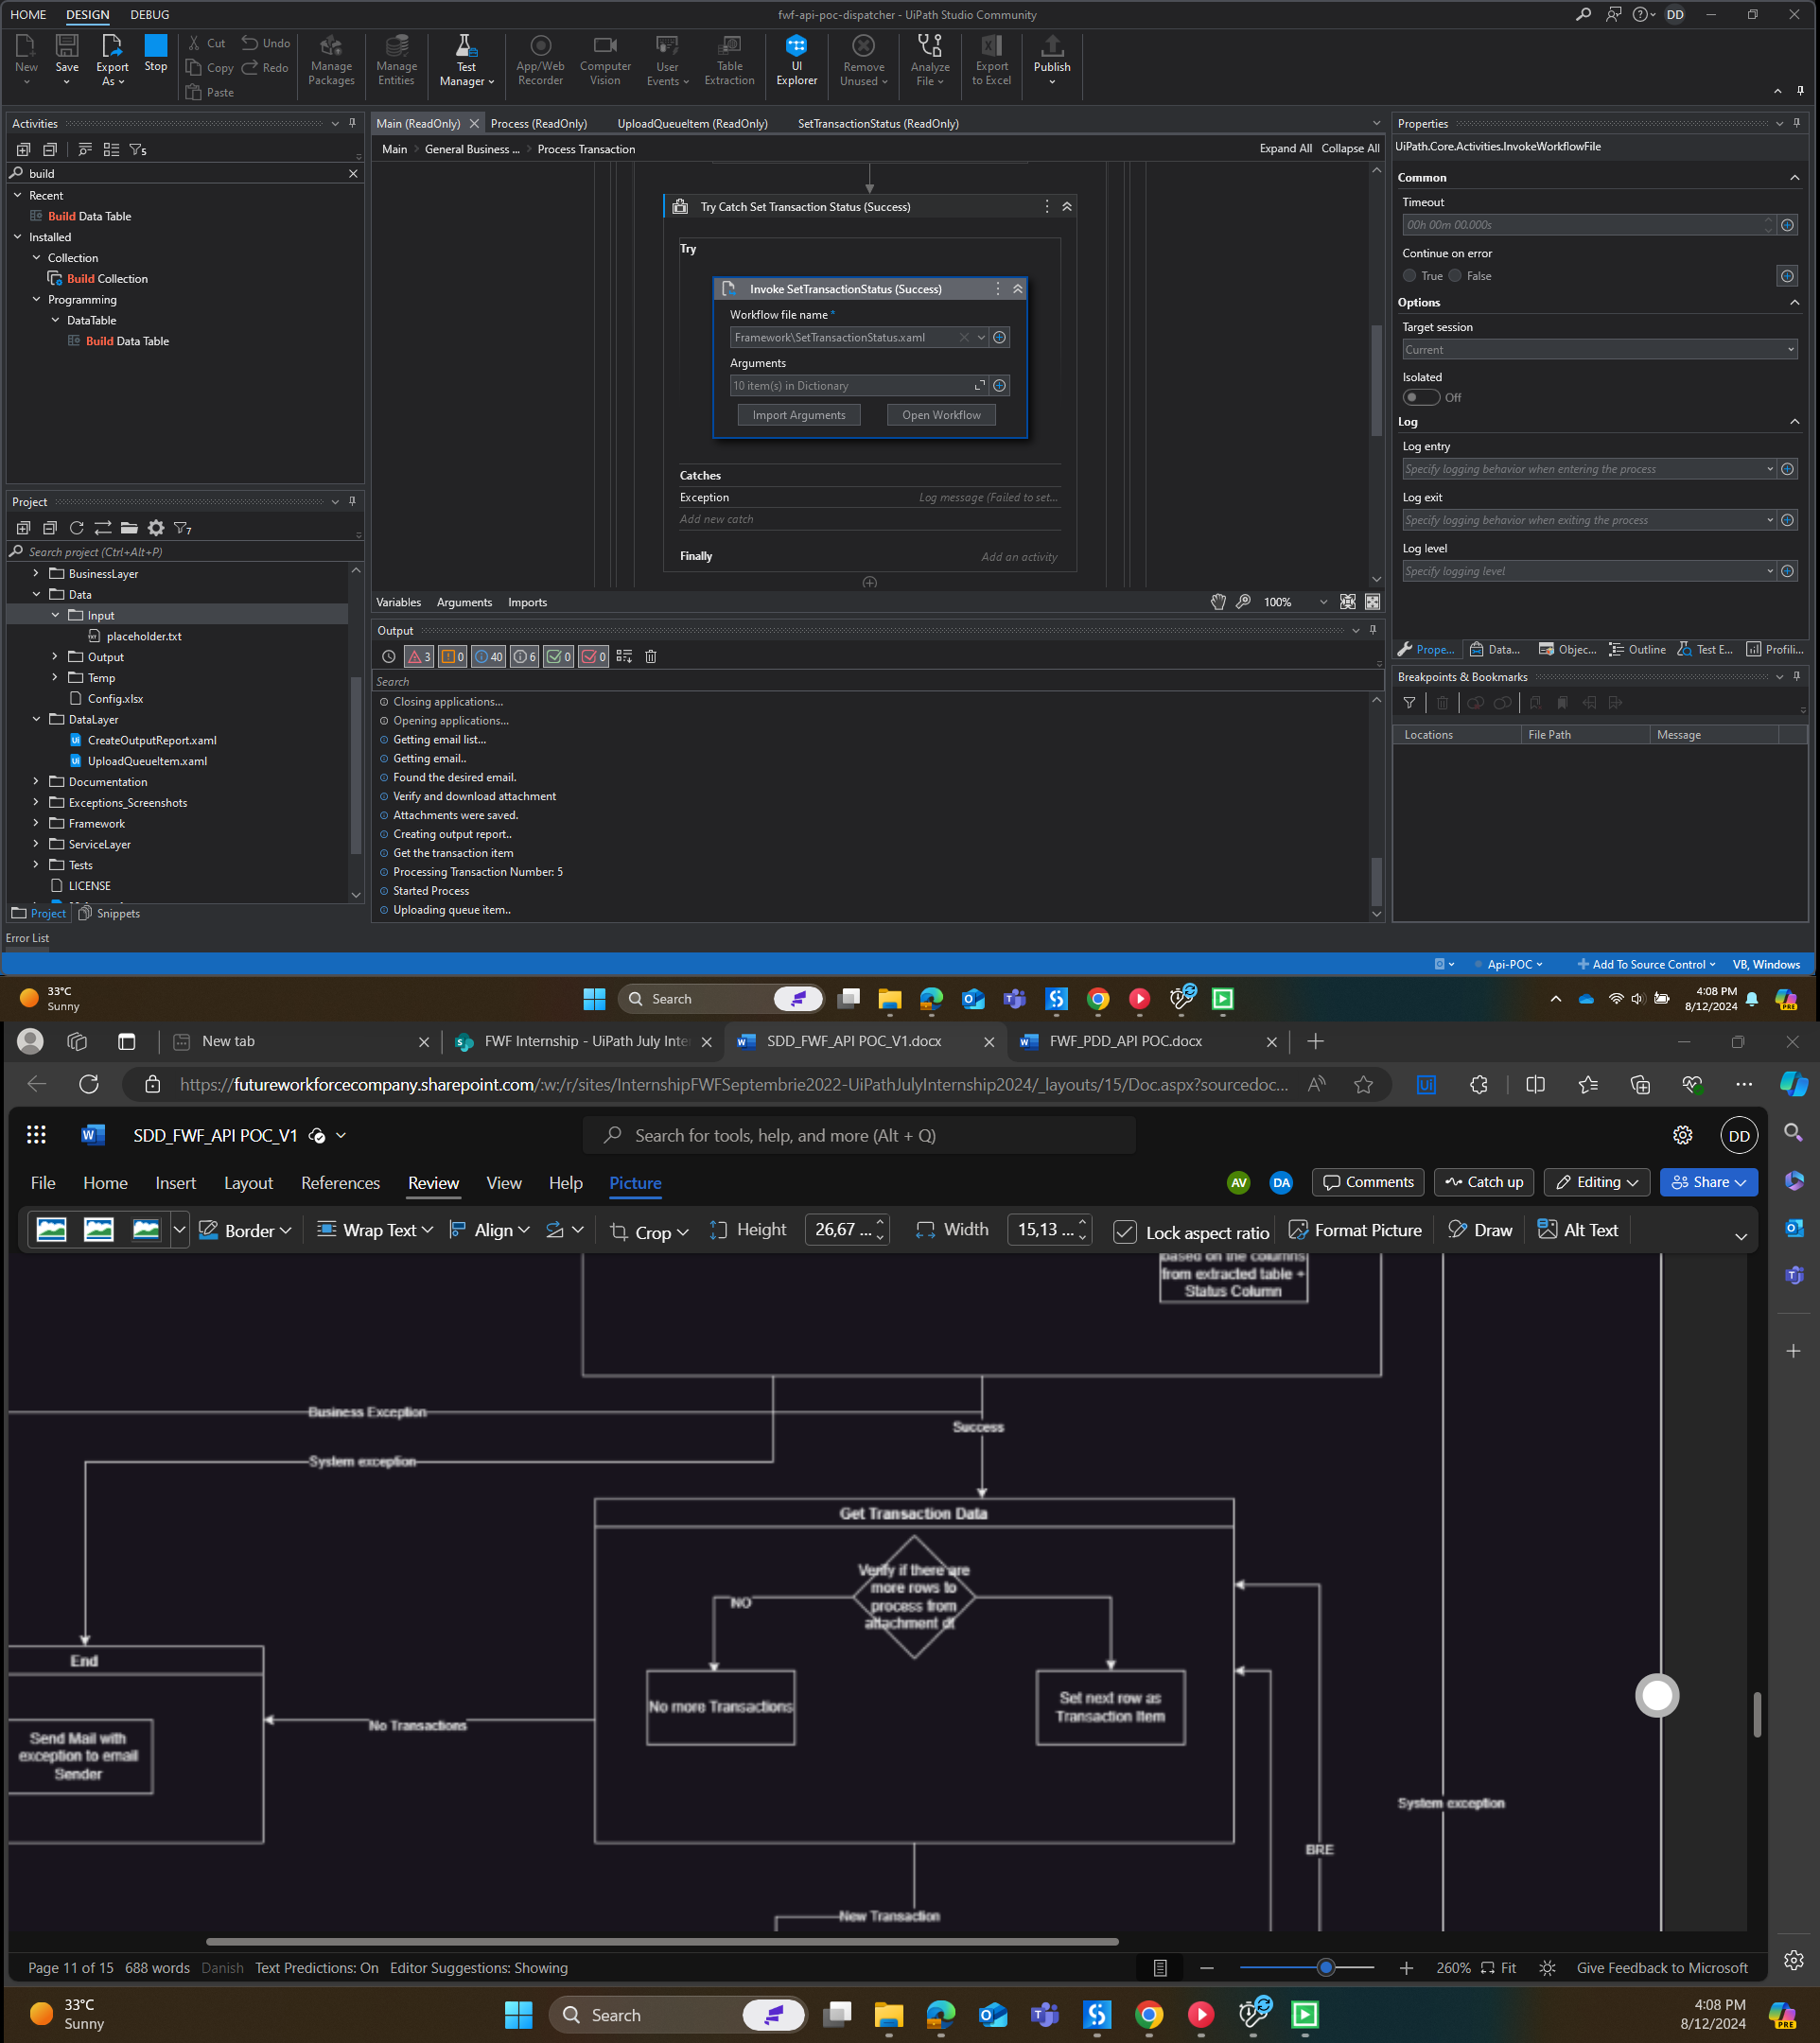 HOME DESIGN DEBUG
fwf-api-poc-dispatcher - UiPath Studio Community
DD
New Save Export As Stop Cut Copy Paste Undo Redo Manage Packages Manage Entities Test Manager App/Web Recorder Computer Vision User Events Table Extraction UI Explorer Remove Unused Analyze File Export to Excel Publish
Activities
build
Recent
Build Data Table
Installed
Collection
Build Collection
Programming
DataTable
Build Data Table
Project
Search project (Ctrl+Alt+P)
BusinessLayer
Data
Input
placeholder.txt
Output
Temp
Config.xlsx
DataLayer
CreateOutputReport.xaml
UploadQueueItem.xaml
Documentation
Exceptions_Screenshots
Framework
ServiceLayer
Tests
LICENSE
Project Snippets
Error List
Main (ReadOnly) Process (ReadOnly) UploadQueueItem (ReadOnly) SetTransactionStatus (ReadOnly)
Main General Business ... Process Transaction Expand All Collapse All
Try Catch Set Transaction Status (Success)
Try
Invoke SetTransactionStatus (Success)
Workflow file name *
Framework\SetTransactionStatus.xaml
Arguments
10 item(s) in Dictionary
Import Arguments Open Workflow
Catches
Exception Log message (Failed to set...
Add new catch
Finally Add an activity
Variables Arguments Imports 100%
Output
3 0 40 6 0 0
Search
Closing applications...
Opening applications...
Getting email list...
Getting email..
Found the desired email.
Verify and download attachment
Attachments were saved.
Creating output report..
Get the transaction item
Processing Transaction Number: 5
Started Process
Uploading queue item..
Properties
UiPath.Core.Activities.InvokeWorkflowFile
Common
Timeout
00h 00m 00.000s
Continue on error
True False
Options
Target session
Current
Isolated
Off
Log
Log entry
Specify logging behavior when entering the process
Log exit
Specify logging behavior when exiting the process
Log level
Specify logging level
Prope... Data... Objec... Outline Test E... Profili...
Breakpoints & Bookmarks
Locations File Path Message
Api-POC Add To Source Control VB, Windows
33°C
Sunny
Search
4:08 PM
8/12/2024
New tab
FWF Internship - UiPath July Inte
SDD_FWF_API POC_V1.docx
FWF_PDD_API POC.docx
https://futureworkforcecompany.sharepoint.com/:w:/r/sites/InternshipFWFSeptembrie2022-UiPathJulyInternship2024/_layouts/15/Doc.aspx?sourcedoc...
SDD_FWF_API POC_V1
Search for tools, help, and more (Alt + Q)
DD
File Home Insert Layout References Review View Help Picture
AV DA Comments Catch up Editing Share
Border Wrap Text Align Crop Height 26,67 ... Width 15,13 ... Lock aspect ratio Format Picture Draw Alt Text
based on the columns
from extracted table +
Status Column
Business Exception
Success
System exception
Get Transaction Data
Verify if there are
more rows to
process from
attachment dt
NO
No more Transactions
Set next row as
Transaction Item
End
Send Mail with
exception to email
Sender
No Transactions
System exception
BRE
New Transaction
Page 11 of 15 688 words Danish Text Predictions: On Editor Suggestions: Showing
260% Fit Give Feedback to Microsoft
33°C
Sunny
Search
4:08 PM
8/12/2024